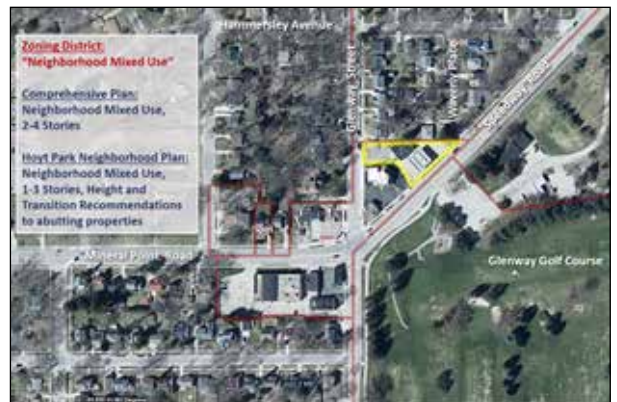 Hammersley Avenue
Zoning District:
"Neighborhood Mixed Use"
Comprehensive Plan:
Neighborhood Mixed Use,
2-4 Stories
Hoyt Park Neighborhood Plan:
Neighborhood Mixed Use,
1-3 Stories, Height and
Transition Recommendations
to abutting properties
Glenway Street
Waverly Place
Speedway Road
Mineral Point Road
Glenway Golf Course